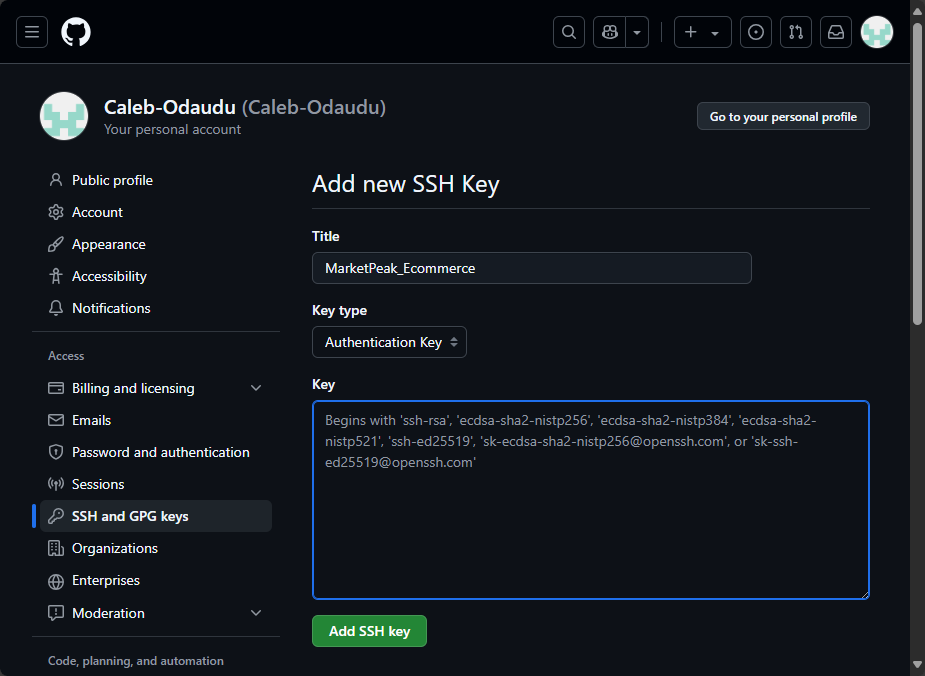 Caleb-Odaudu (Caleb-Odaudu)
Your personal account
Go to your personal profile
Public profile
Account
Appearance
Accessibility
Notifications
Access
Billing and licensing
Emails
Password and authentication
Sessions
SSH and GPG keys
Organizations
Enterprises
Moderation
Code, planning, and automation
Add new SSH Key
Title
MarketPeak_Ecommerce
Key type
Authentication Key
Key
Begins with 'ssh-rsa', 'ecdsa-sha2-nistp256', 'ecdsa-sha2-nistp384', 'ecdsa-sha2-
nistp521', 'ssh-ed25519', 'sk-ecdsa-sha2-nistp256@openssh.com', or 'sk-ssh-
ed25519@openssh.com'
Add SSH key